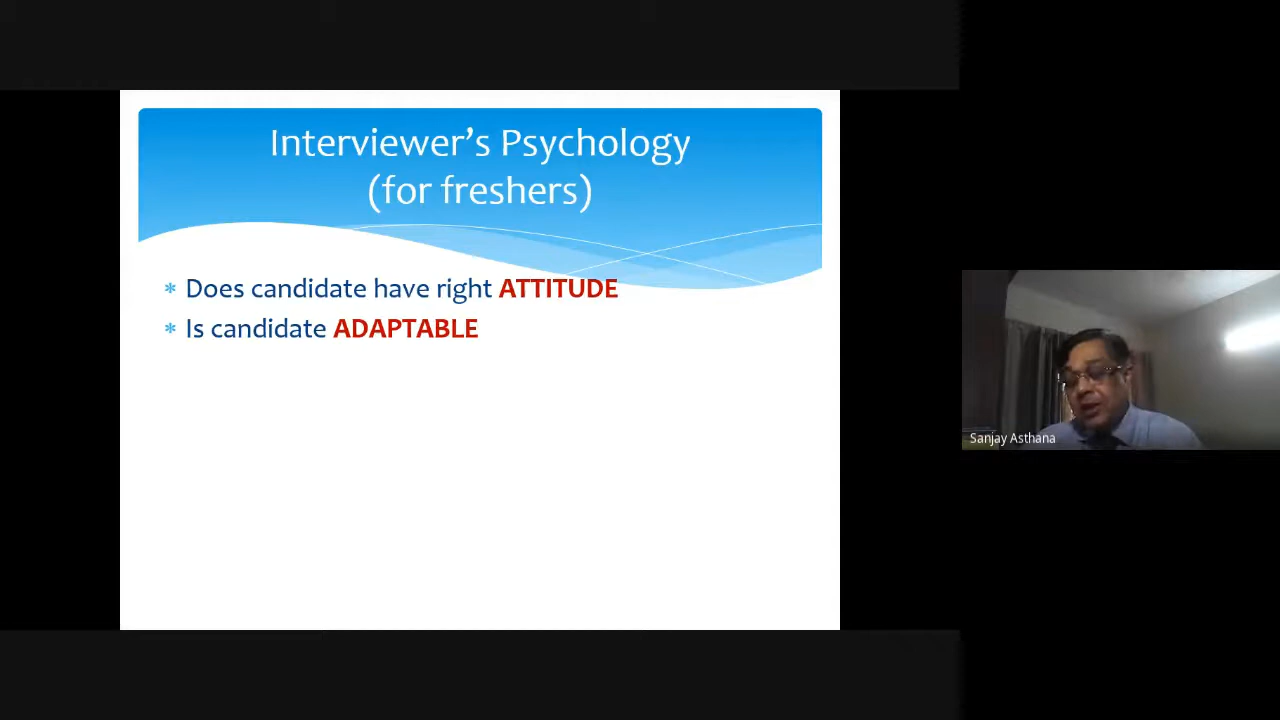 Interviewer’s Psychology
(for freshers)
* Does candidate have right ATTITUDE
* Is candidate ADAPTABLE
Sanjay Asthana